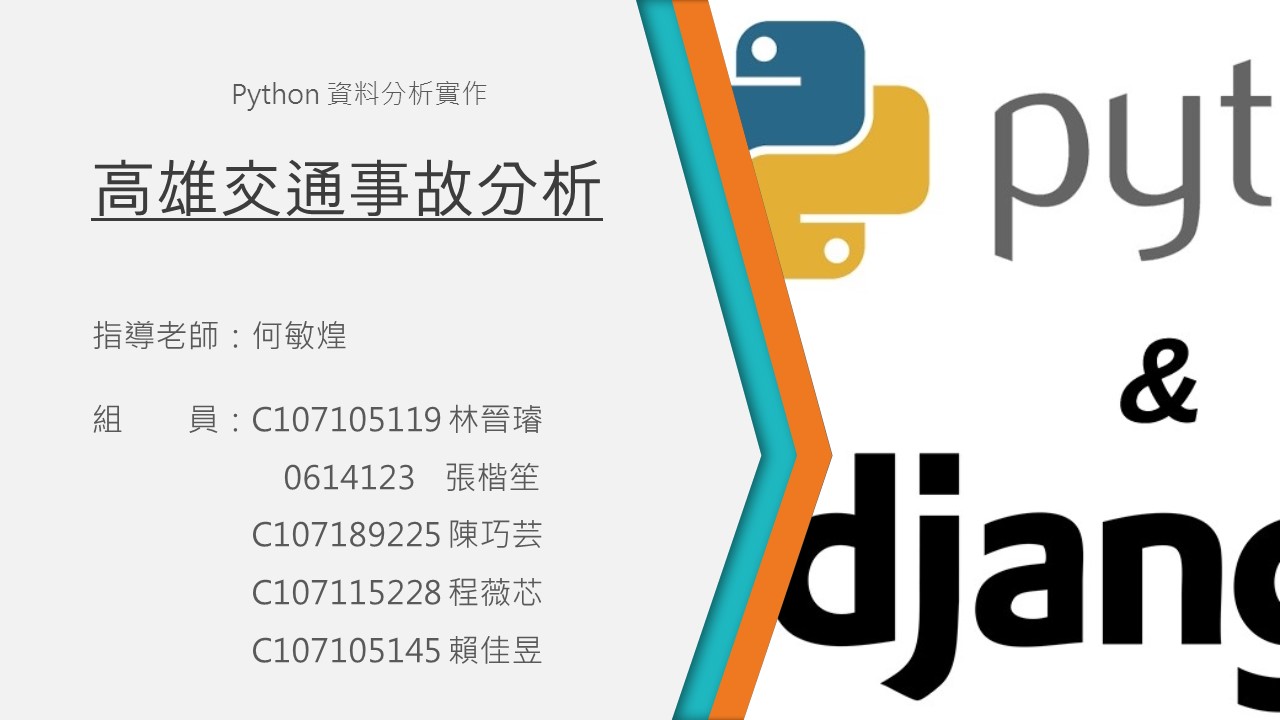 Python 資料分析實作
高雄交通事故分析
指導老師：何敏煌
組　　員：C107105119 林晉璿
0614123　張楷笙
C107189225 陳巧芸
C107115228 程薇芯
C107105145 賴佳昱
pyt
&
djang